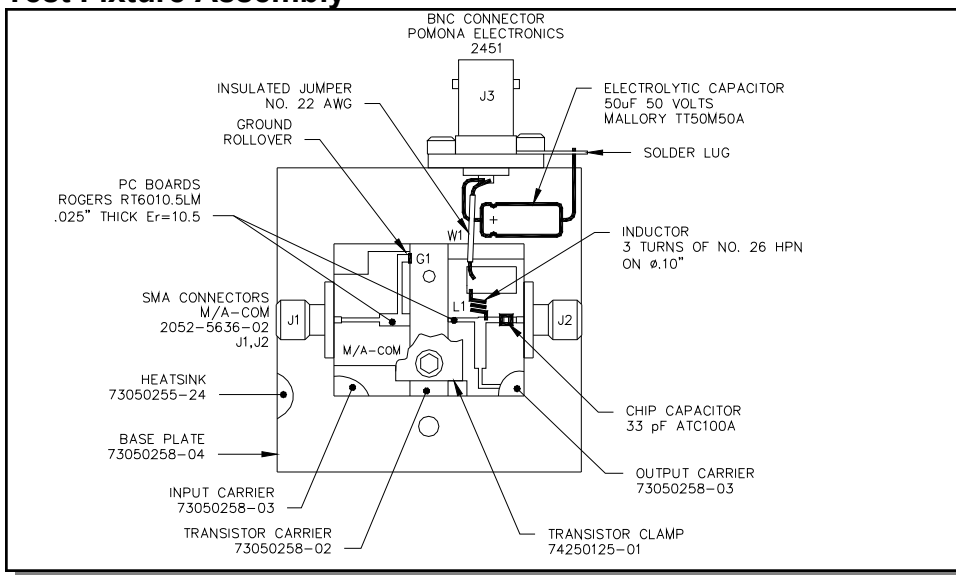 Test Fixture Assembly
BNC CONNECTOR
POMONA ELECTRONICS
2451
J3
INSULATED JUMPER
NO. 22 AWG
GROUND
ROLLOVER
ELECTROLYTIC CAPACITOR
50uF 50 VOLTS
MALLORY TT50M50A
SOLDER LUG
PC BOARDS
ROGERS RT6010.5LM
.025" THICK Er=10.5
+
W1
INDUCTOR
3 TURNS OF NO. 26 HPN
ON ø.10"
G1
L1
SMA CONNECTORS
M/A-COM
2052-5636-02
J1,J2
J1
J2
M/A-COM
HEATSINK
73050255-24
CHIP CAPACITOR
33 pF ATC100A
BASE PLATE
73050258-04
OUTPUT CARRIER
73050258-03
INPUT CARRIER
73050258-03
TRANSISTOR CARRIER
73050258-02
TRANSISTOR CLAMP
74250125-01